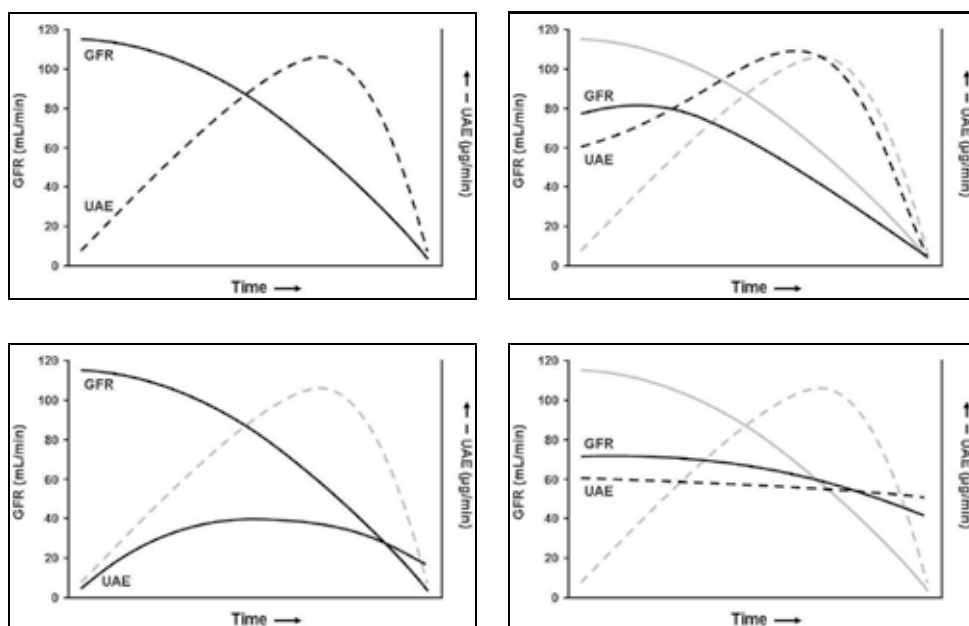 120
100
80
60
40
20
0
GFR (mL/min)
GFR
UAE
Time
UAE (µg/min)
120
100
80
60
40
20
0
GFR (mL/min)
GFR
UAE
Time
UAE (µg/min)
120
100
80
60
40
20
0
GFR (mL/min)
GFR
UAE
Time
UAE (µg/min)
120
100
80
60
40
20
0
GFR (mL/min)
GFR
UAE
Time
UAE (µg/min)